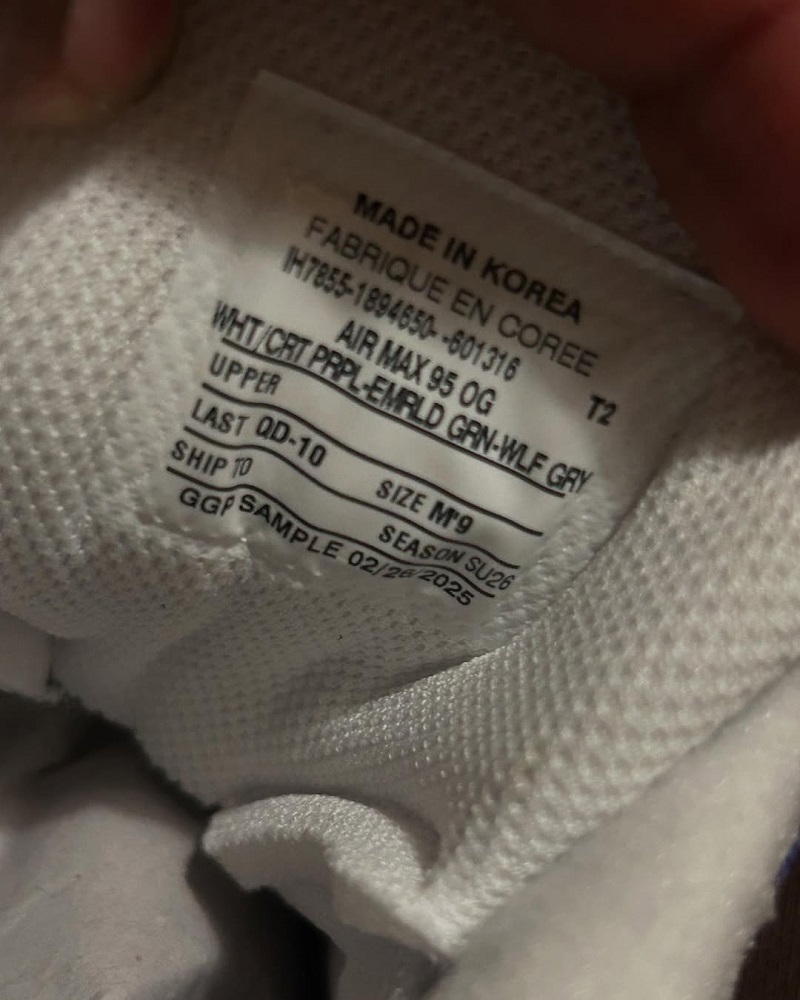 MADE IN KOREA
FABRIQUE EN COREE
IH7855-1894650- -601316
AIR MAX 95 OG T2
WHT/CRT PRPL-EMRLD GRN-WLF GRY
UPPER
LAST QD-10 SIZE M'9
SHIP TO SEASON SU26
GGP SAMPLE 02/26/2025